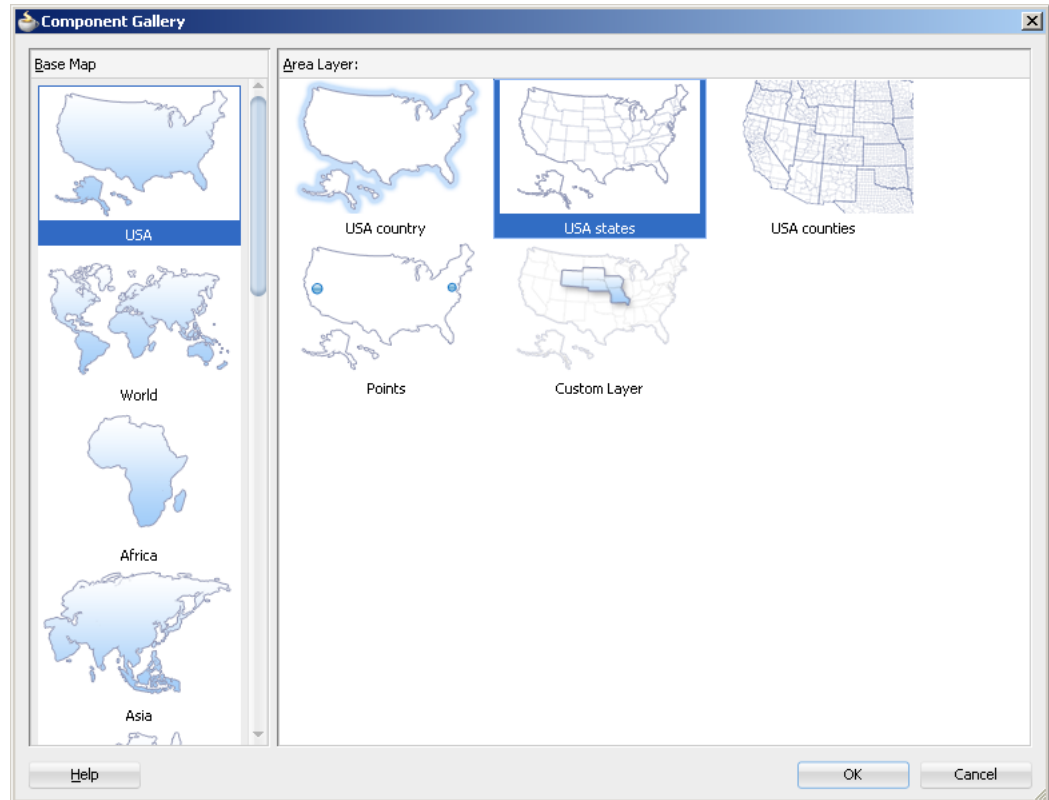 Component Gallery
Base Map
Area Layer:
USA
World
Africa
Asia
USA country
USA states
USA counties
Points
Custom Layer
Help
OK
Cancel